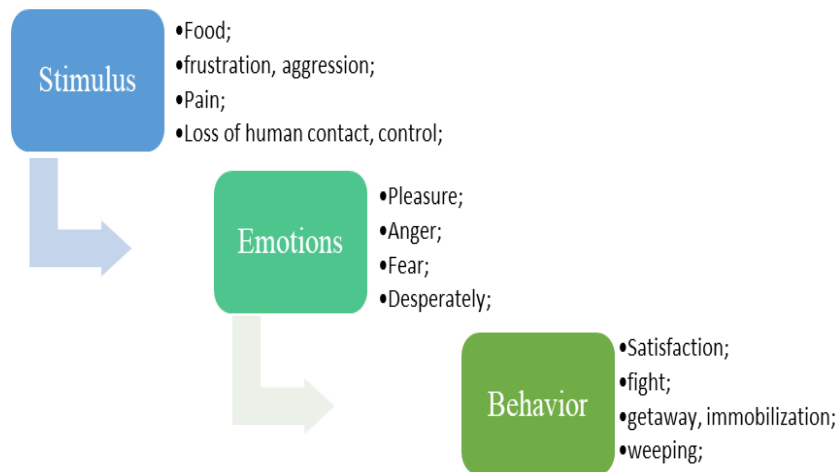 Stimulus
•Food;
•frustration, aggression;
•Pain;
•Loss of human contact, control;
Emotions
•Pleasure;
•Anger;
•Fear;
•Desperately;
Behavior
•Satisfaction;
•fight;
•getaway, immobilization;
•weeping;